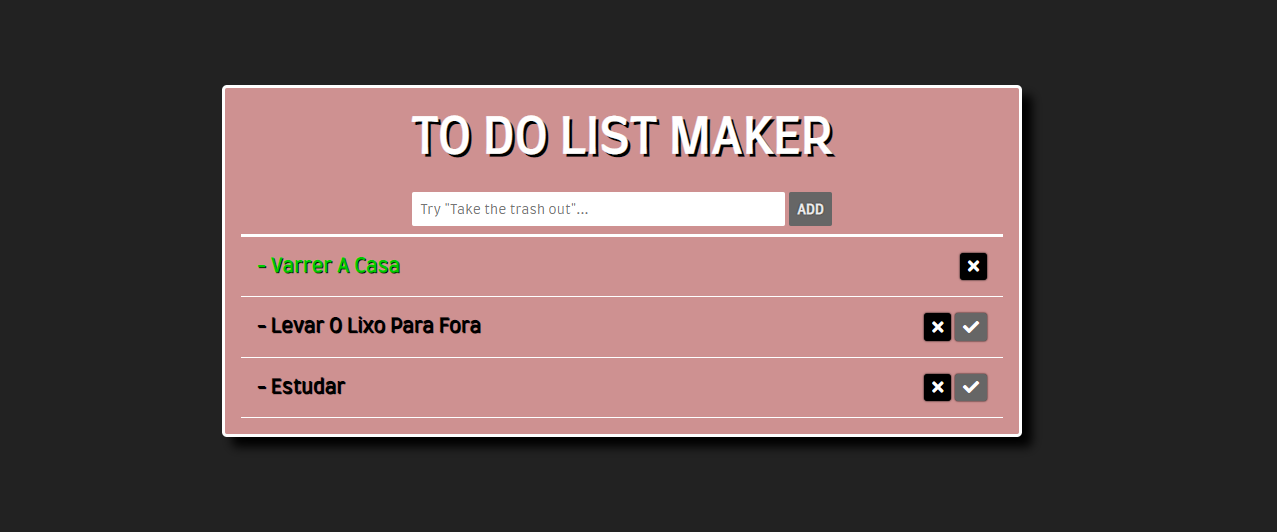 TO DO LIST MAKER
Try "Take the trash out"...
ADD
- Varrer A Casa
- Levar O Lixo Para Fora
- Estudar